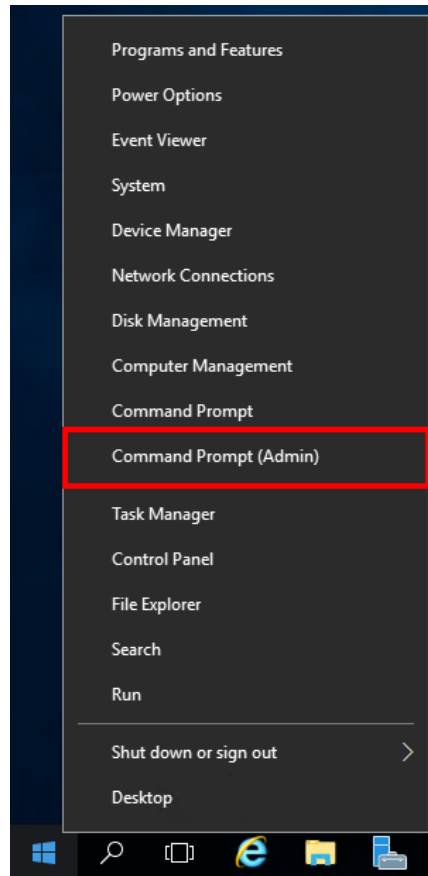 Programs and Features
Power Options
Event Viewer
System
Device Manager
Network Connections
Disk Management
Computer Management
Command Prompt
Command Prompt (Admin)
Task Manager
Control Panel
File Explorer
Search
Run
Shut down or sign out
Desktop